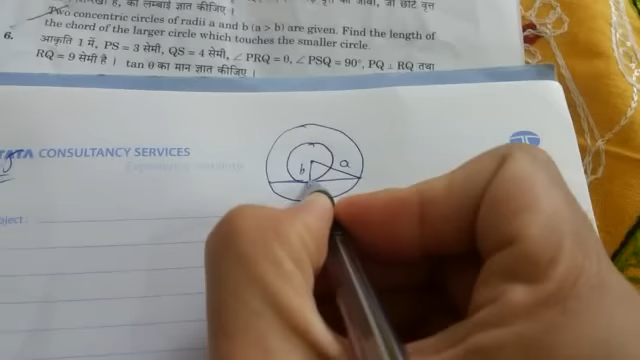 है, की लम्बाई ज्ञात कीजिए ।
Two concentric circles of radii a and b (a > b) are given. Find the length of
the chord of the larger circle which touches the smaller circle.
6. आकृति 1 में, PS = 3 सेमी, QS = 4 सेमी, ∠ PRQ = θ, ∠ PSQ = 90°, PQ ⊥ RQ तथा
RQ = 9 सेमी है । tan θ का मान ज्ञात कीजिए ।
TATA CONSULTANCY SERVICES
a
b